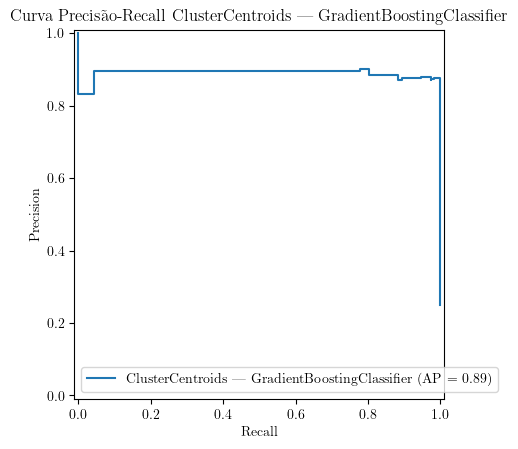 Curva Precisão-Recall ClusterCentroids — GradientBoostingClassifier
1.0
0.8
0.6
0.4
0.2
0.0
Precision
ClusterCentroids — GradientBoostingClassifier (AP = 0.89)
0.0 0.2 0.4 0.6 0.8 1.0
Recall